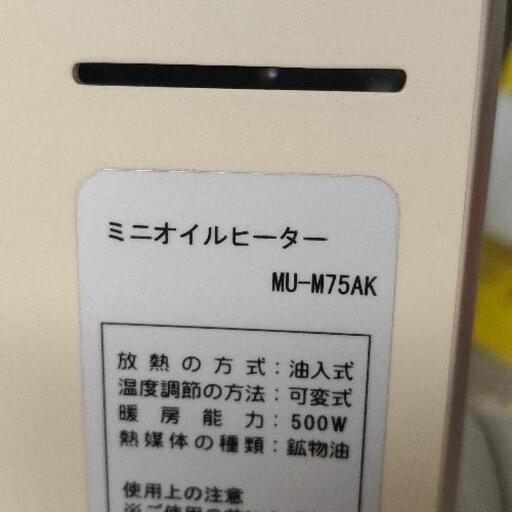 ミニオイルヒーター
MU-M75AK
放熱の方式：油入式
温度調節の方法：可変式
暖房能力：500W
熱媒体の種類：鉱物油
使用上の注意